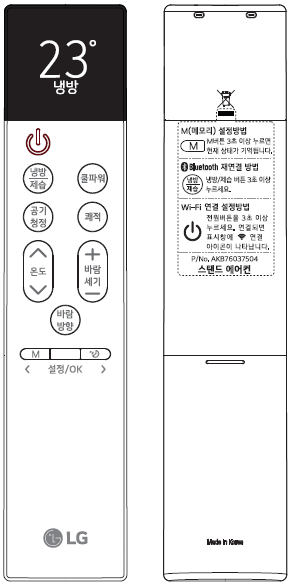 23°
냉방
냉방
제습
쿨파워
공기
청정
쾌적
온도
바람
세기
바람
방향
M
< 설정/OK >
LG
M(메모리) 설정방법
M M버튼 3초 이상 누르면
현재 상태가 기억됩니다.
Bluetooth 재연결 방법
냉방
제습
냉방/제습 버튼 3초 이상
누르세요.
Wi-Fi 연결 설정방법
전원버튼을 3초 이상
누르세요. 연결되면
표시창에 연결
아이콘이 나타납니다.
P/No. AKB76037504
스탠드 에어컨
Made in Korea